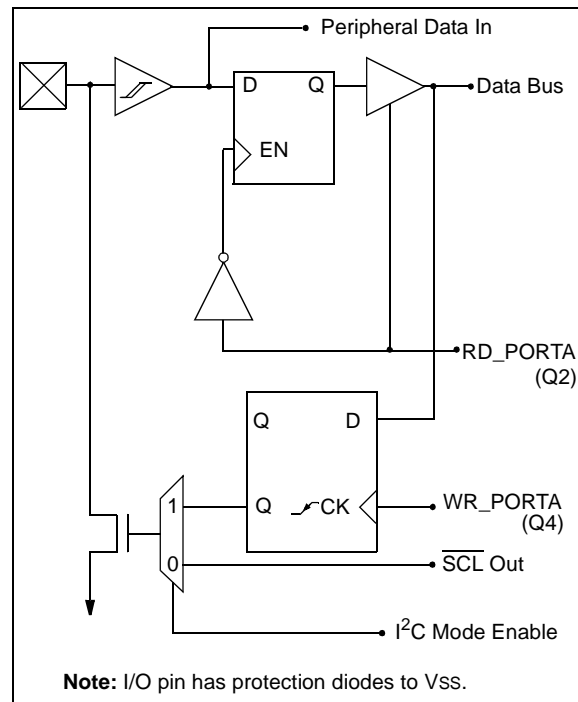 Peripheral Data In
D Q
Data Bus
EN
RD_PORTA
(Q2)
Q D
1
Q
CK
WR_PORTA
(Q4)
0
S̅C̅L̅ Out
I²C Mode Enable
Note: I/O pin has protection diodes to VSS.